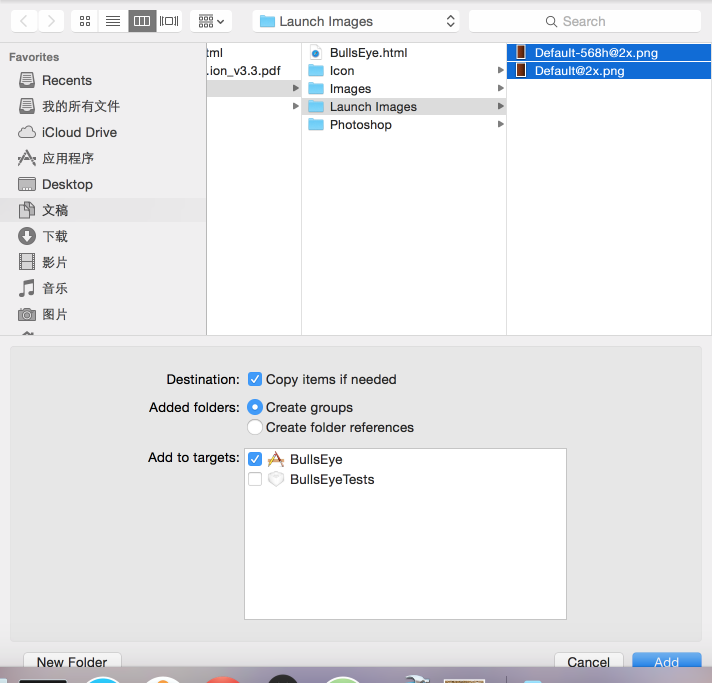 Launch Images
Search
Favorites
Recents
我的所有文件
iCloud Drive
应用程序
Desktop
文稿
下载
影片
音乐
图片
tml
.ion_v3.3.pdf
BullsEye.html
Icon
Images
Launch Images
Photoshop
Default-568h@2x.png
Default@2x.png
Destination: Copy items if needed
Added folders: Create groups
Create folder references
Add to targets: BullsEye
BullsEyeTests
New Folder Cancel Add